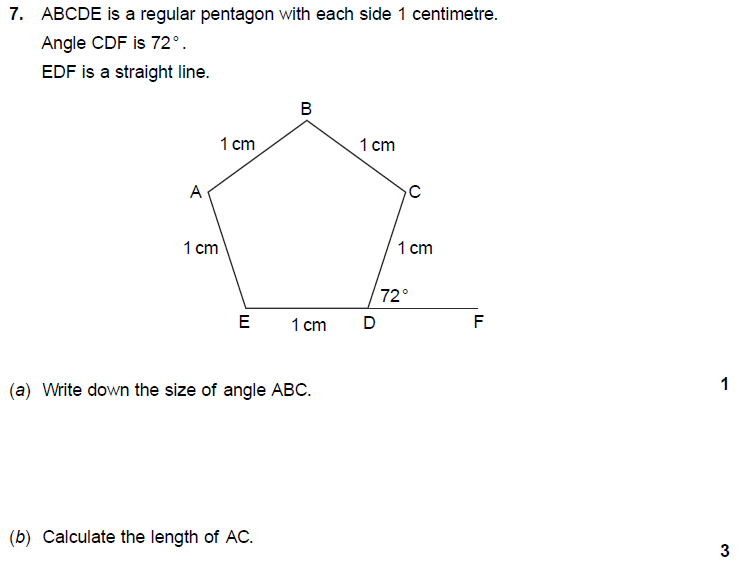 7. ABCDE is a regular pentagon with each side 1 centimetre.
Angle CDF is 72°.
EDF is a straight line.
B
1 cm 1 cm
A C
1 cm 1 cm
72°
E 1 cm D F
(a) Write down the size of angle ABC. 1
(b) Calculate the length of AC. 3